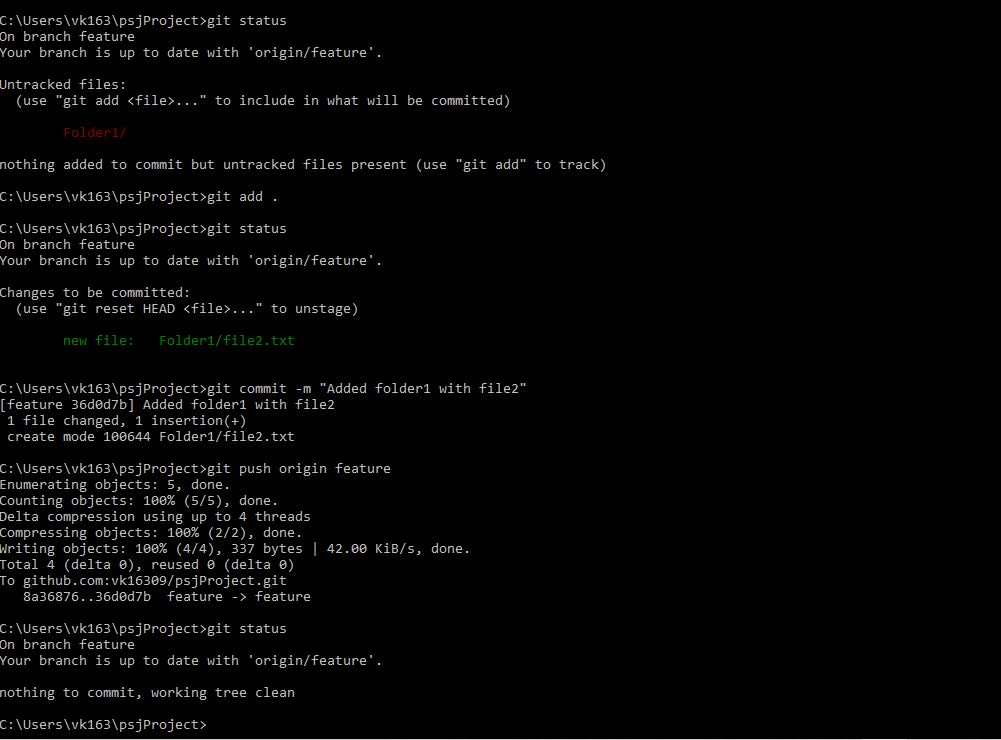 C:\Users\vk163\psjProject>git status
On branch feature
Your branch is up to date with 'origin/feature'.
Untracked files:
  (use "git add <file>..." to include in what will be committed)
        Folder1/
nothing added to commit but untracked files present (use "git add" to track)
C:\Users\vk163\psjProject>git add .
C:\Users\vk163\psjProject>git status
On branch feature
Your branch is up to date with 'origin/feature'.
Changes to be committed:
  (use "git reset HEAD <file>..." to unstage)
        new file:   Folder1/file2.txt
C:\Users\vk163\psjProject>git commit -m "Added folder1 with file2"
[feature 36d0d7b] Added folder1 with file2
 1 file changed, 1 insertion(+)
 create mode 100644 Folder1/file2.txt
C:\Users\vk163\psjProject>git push origin feature
Enumerating objects: 5, done.
Counting objects: 100% (5/5), done.
Delta compression using up to 4 threads
Compressing objects: 100% (2/2), done.
Writing objects: 100% (4/4), 337 bytes | 42.00 KiB/s, done.
Total 4 (delta 0), reused 0 (delta 0)
To github.com:vk16309/psjProject.git
   8a36876..36d0d7b  feature -> feature
C:\Users\vk163\psjProject>git status
On branch feature
Your branch is up to date with 'origin/feature'.
nothing to commit, working tree clean
C:\Users\vk163\psjProject>